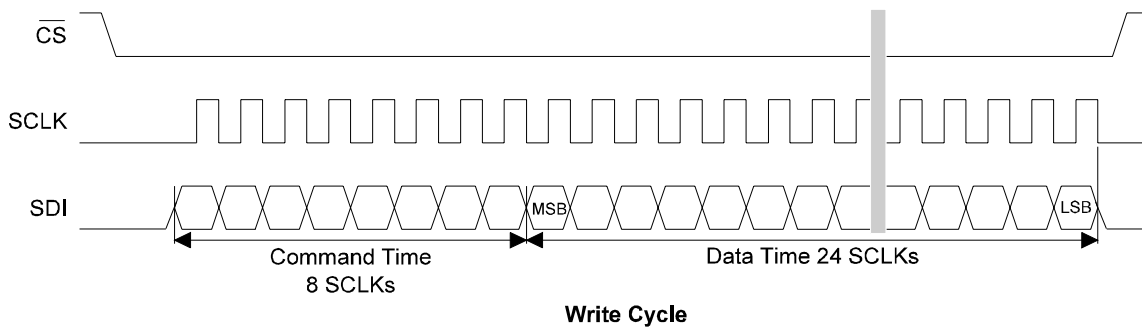 CS
SCLK
SDI
MSB
LSB
Command Time
8 SCLKs
Data Time 24 SCLKs
Write Cycle